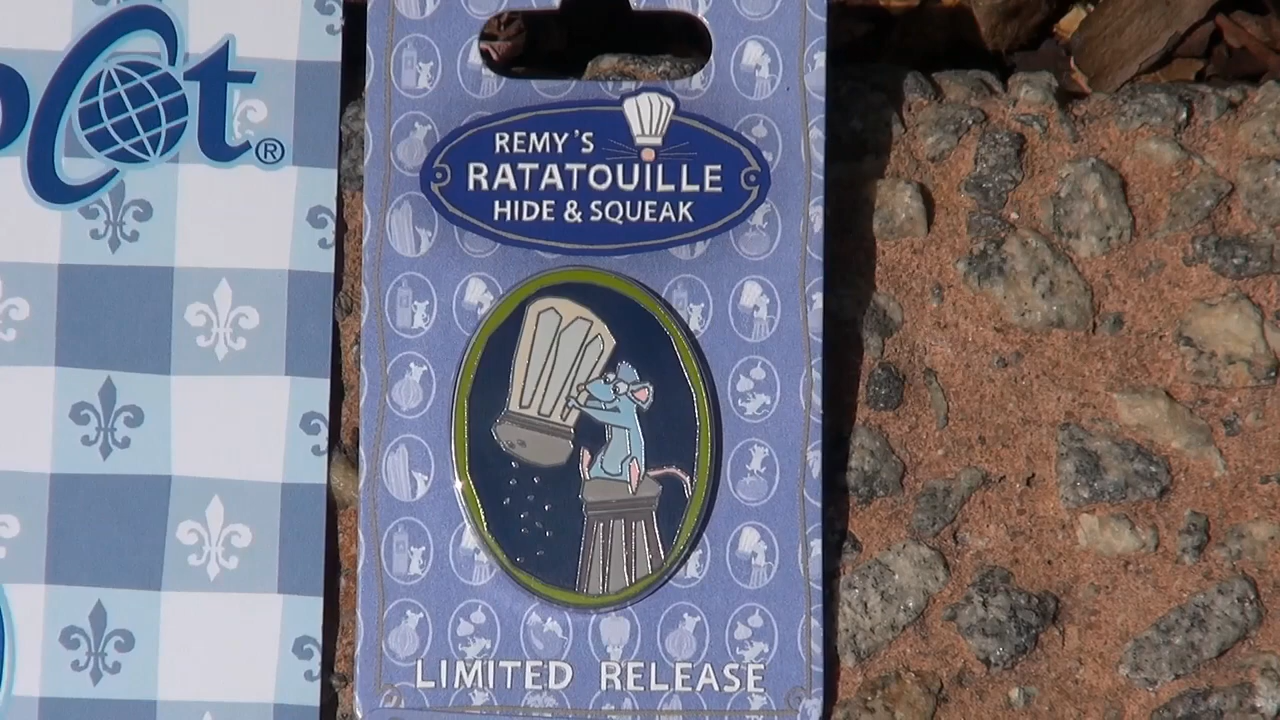 pcot®
REMY'S
RATATOUILLE
HIDE & SQUEAK
LIMITED RELEASE